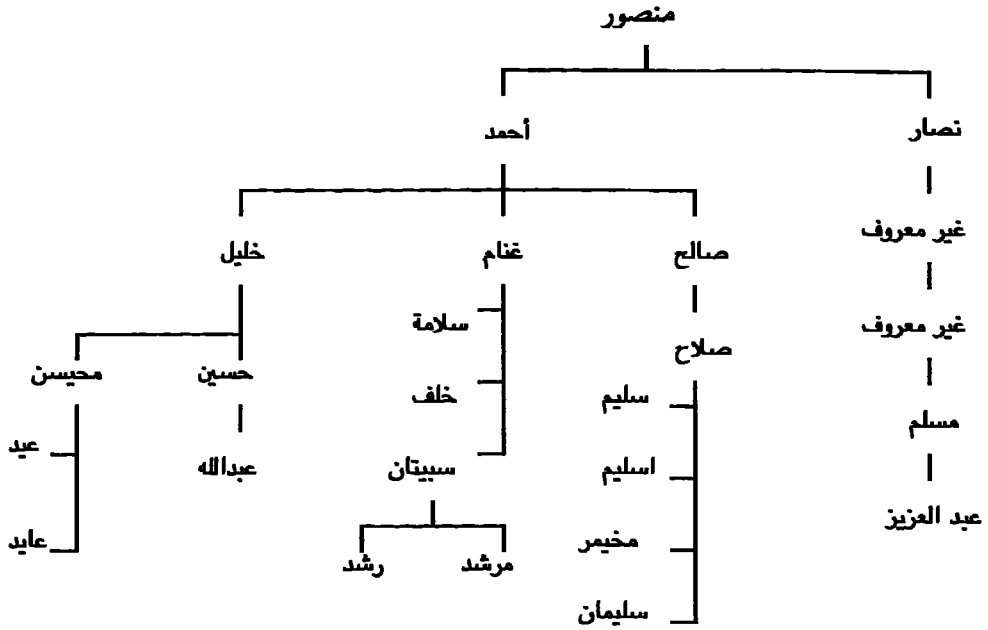 منصور
نصار
أحمد
غير معروف
صالح
غنام
خليل
غير معروف
سلامة
صلاح
حسين
محيسن
سليم
خلف
مسلم
عيد
اسليم
سبيتان
عبدالله
عبد العزيز
مخيمر
عايد
مرشد
رشد
سليمان